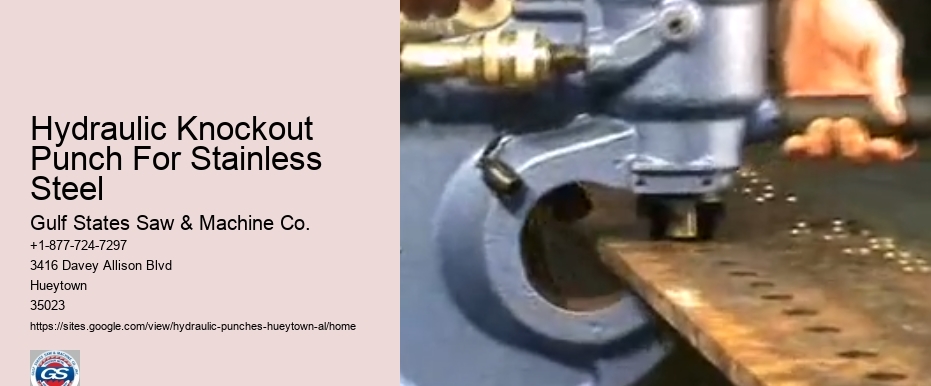 Hydraulic Knockout
Punch For Stainless
Steel
Gulf States Saw & Machine Co.
+1-877-724-7297
3416 Davey Allison Blvd
Hueytown
35023
https://sites.google.com/view/hydraulic-punches-hueytown-al/home
GS